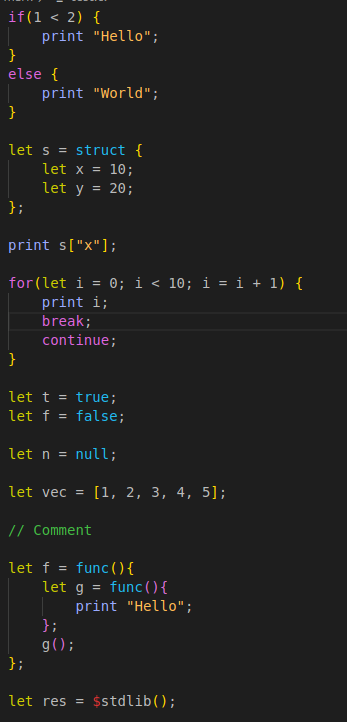 if(1 < 2) {
    print "Hello";
}
else {
    print "World";
}

let s = struct {
    let x = 10;
    let y = 20;
};

print s["x"];

for(let i = 0; i < 10; i = i + 1) {
    print i;
    break;
    continue;
}

let t = true;
let f = false;

let n = null;

let vec = [1, 2, 3, 4, 5];

// Comment

let f = func(){
    let g = func(){
        print "Hello";
    };
    g();
};

let res = $stdlib();